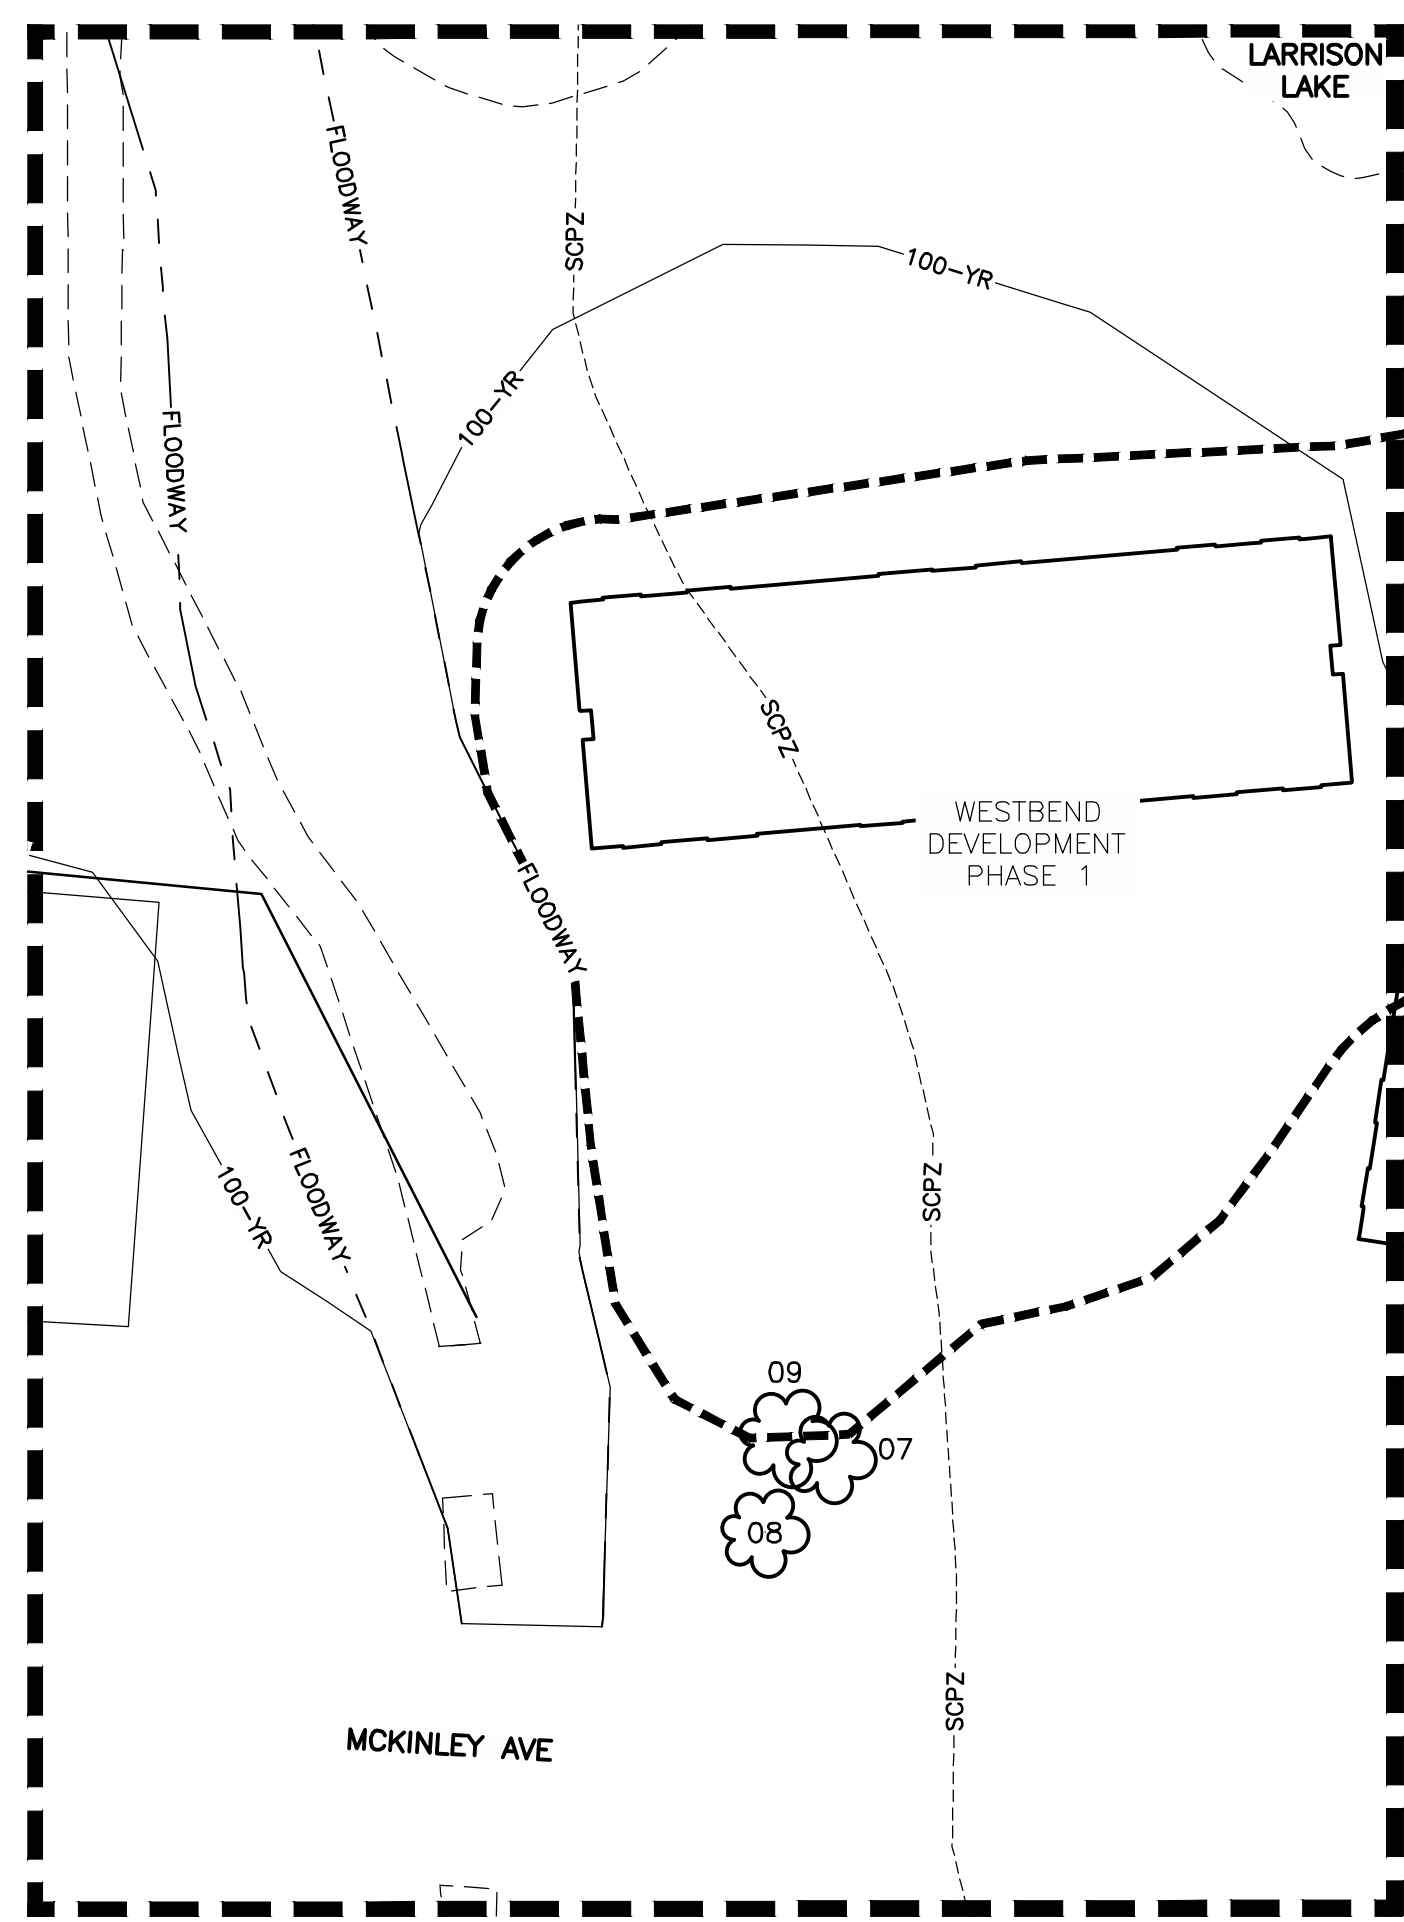 LARRISON
LAKE
FLOODWAY
SCPZ
100-YR
100-YR
FLOODWAY
SCPZ
WESTBEND
DEVELOPMENT
PHASE 1
FLOODWAY
100-YR
FLOODWAY
SCPZ
09
07
08
SCPZ
MCKINLEY AVE